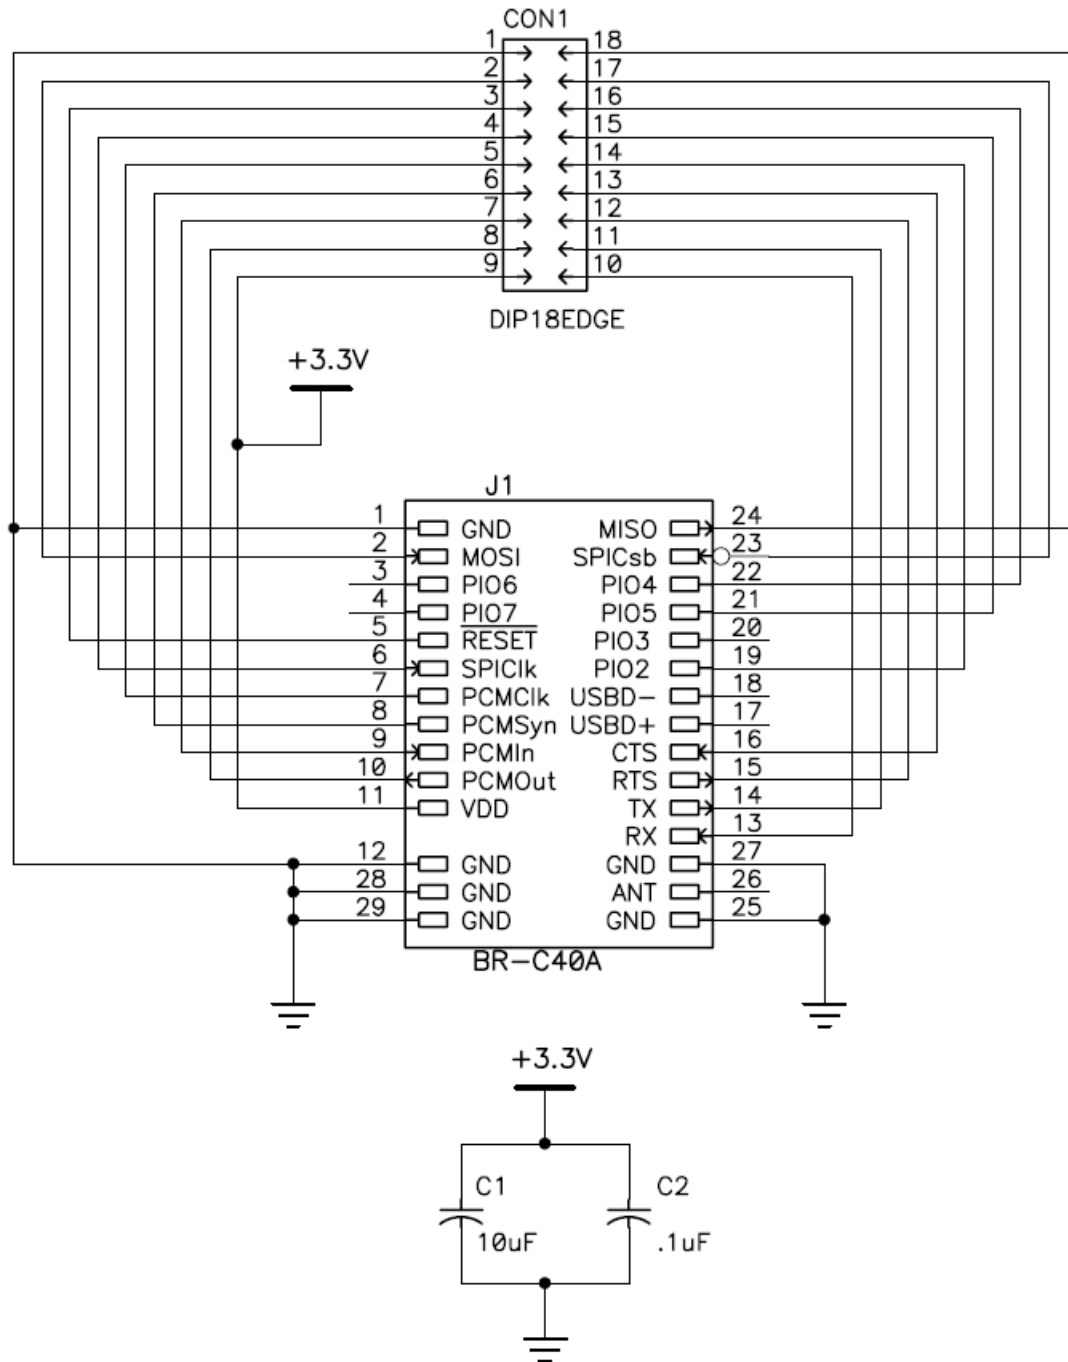 CON1
1 18
2 17
3 16
4 15
5 14
6 13
7 12
8 11
9 10
DIP18EDGE
+3.3V
J1
1 GND MISO 24
2 MOSI SPICsb 23
3 PIO6 PIO4 22
4 PIO7 PIO5 21
5 RESET PIO3 20
6 SPIClk PIO2 19
7 PCMClk USBD- 18
8 PCMSyn USBD+ 17
9 PCMIn CTS 16
10 PCMOut RTS 15
11 VDD TX 14
RX 13
12 GND GND 27
28 GND ANT 26
29 GND GND 25
BR-C40A
+3.3V
C1 C2
10uF .1uF